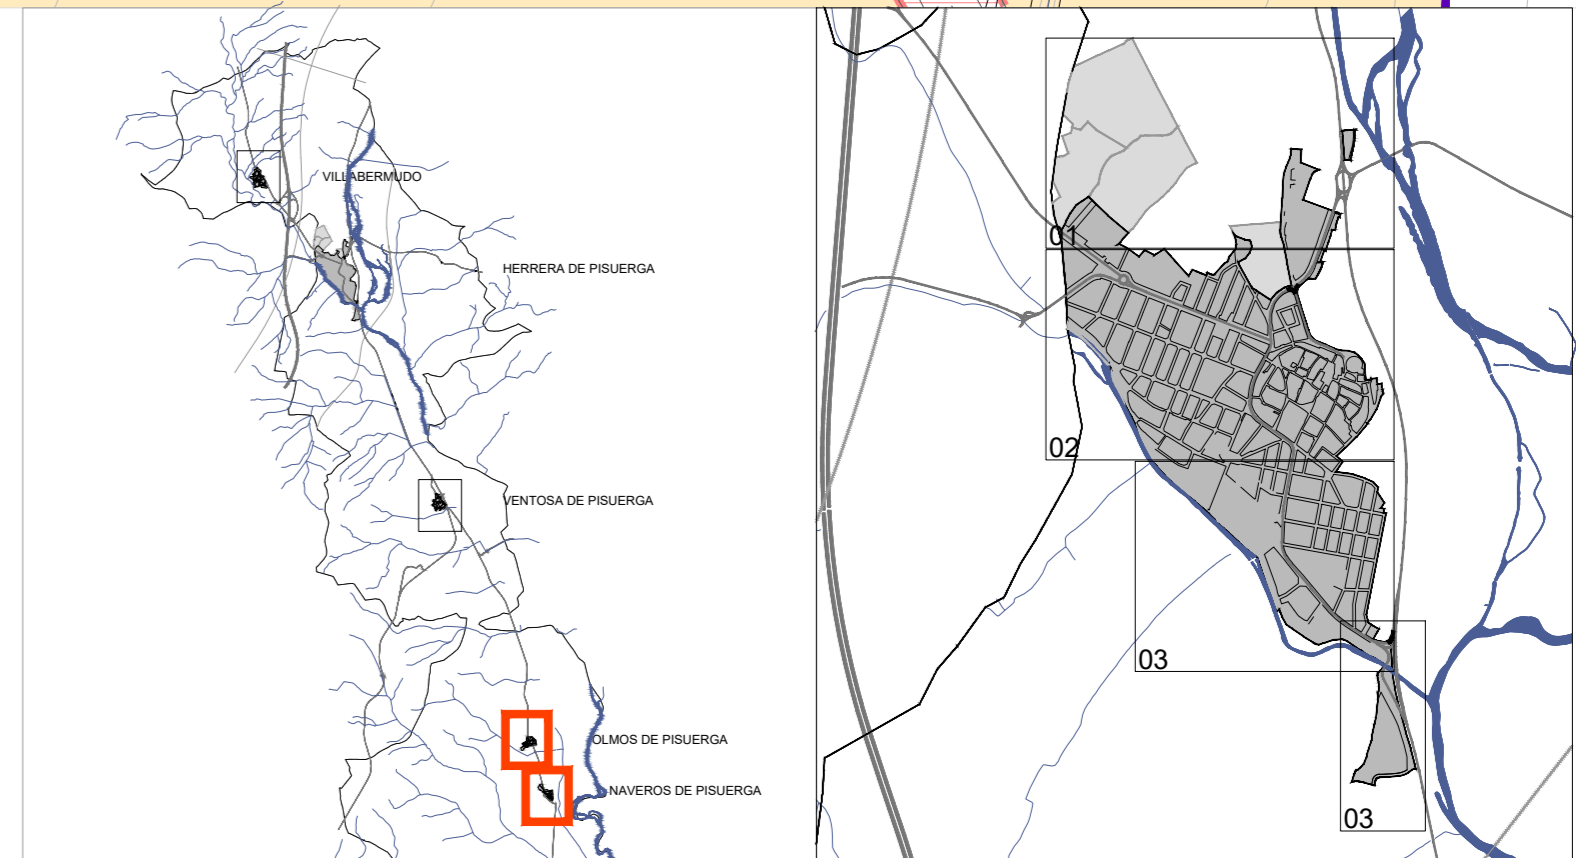 VILLABERMUDO
HERRERA DE PISUERGA
VENTOSA DE PISUERGA
OLMOS DE PISUERGA
NAVEROS DE PISUERGA
01
02
03
03